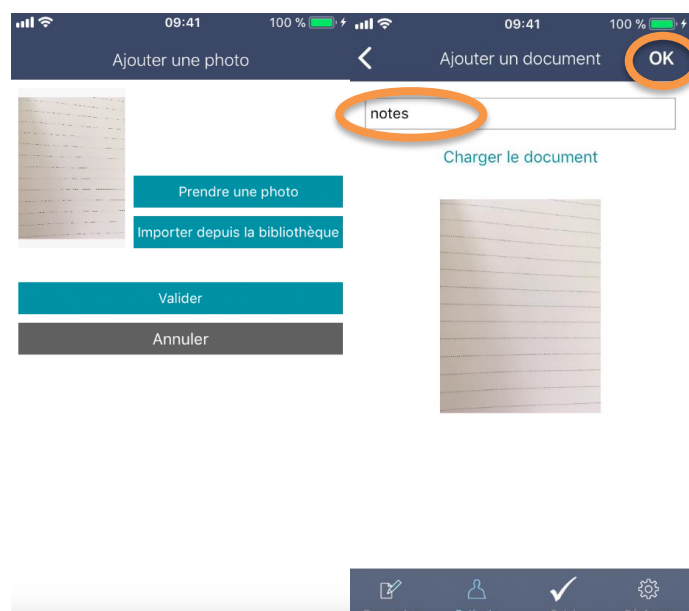 09:41
100 %
Ajouter une photo
Prendre une photo
Importer depuis la bibliothèque
Valider
Annuler
09:41
100 %
Ajouter un document
OK
notes
Charger le document